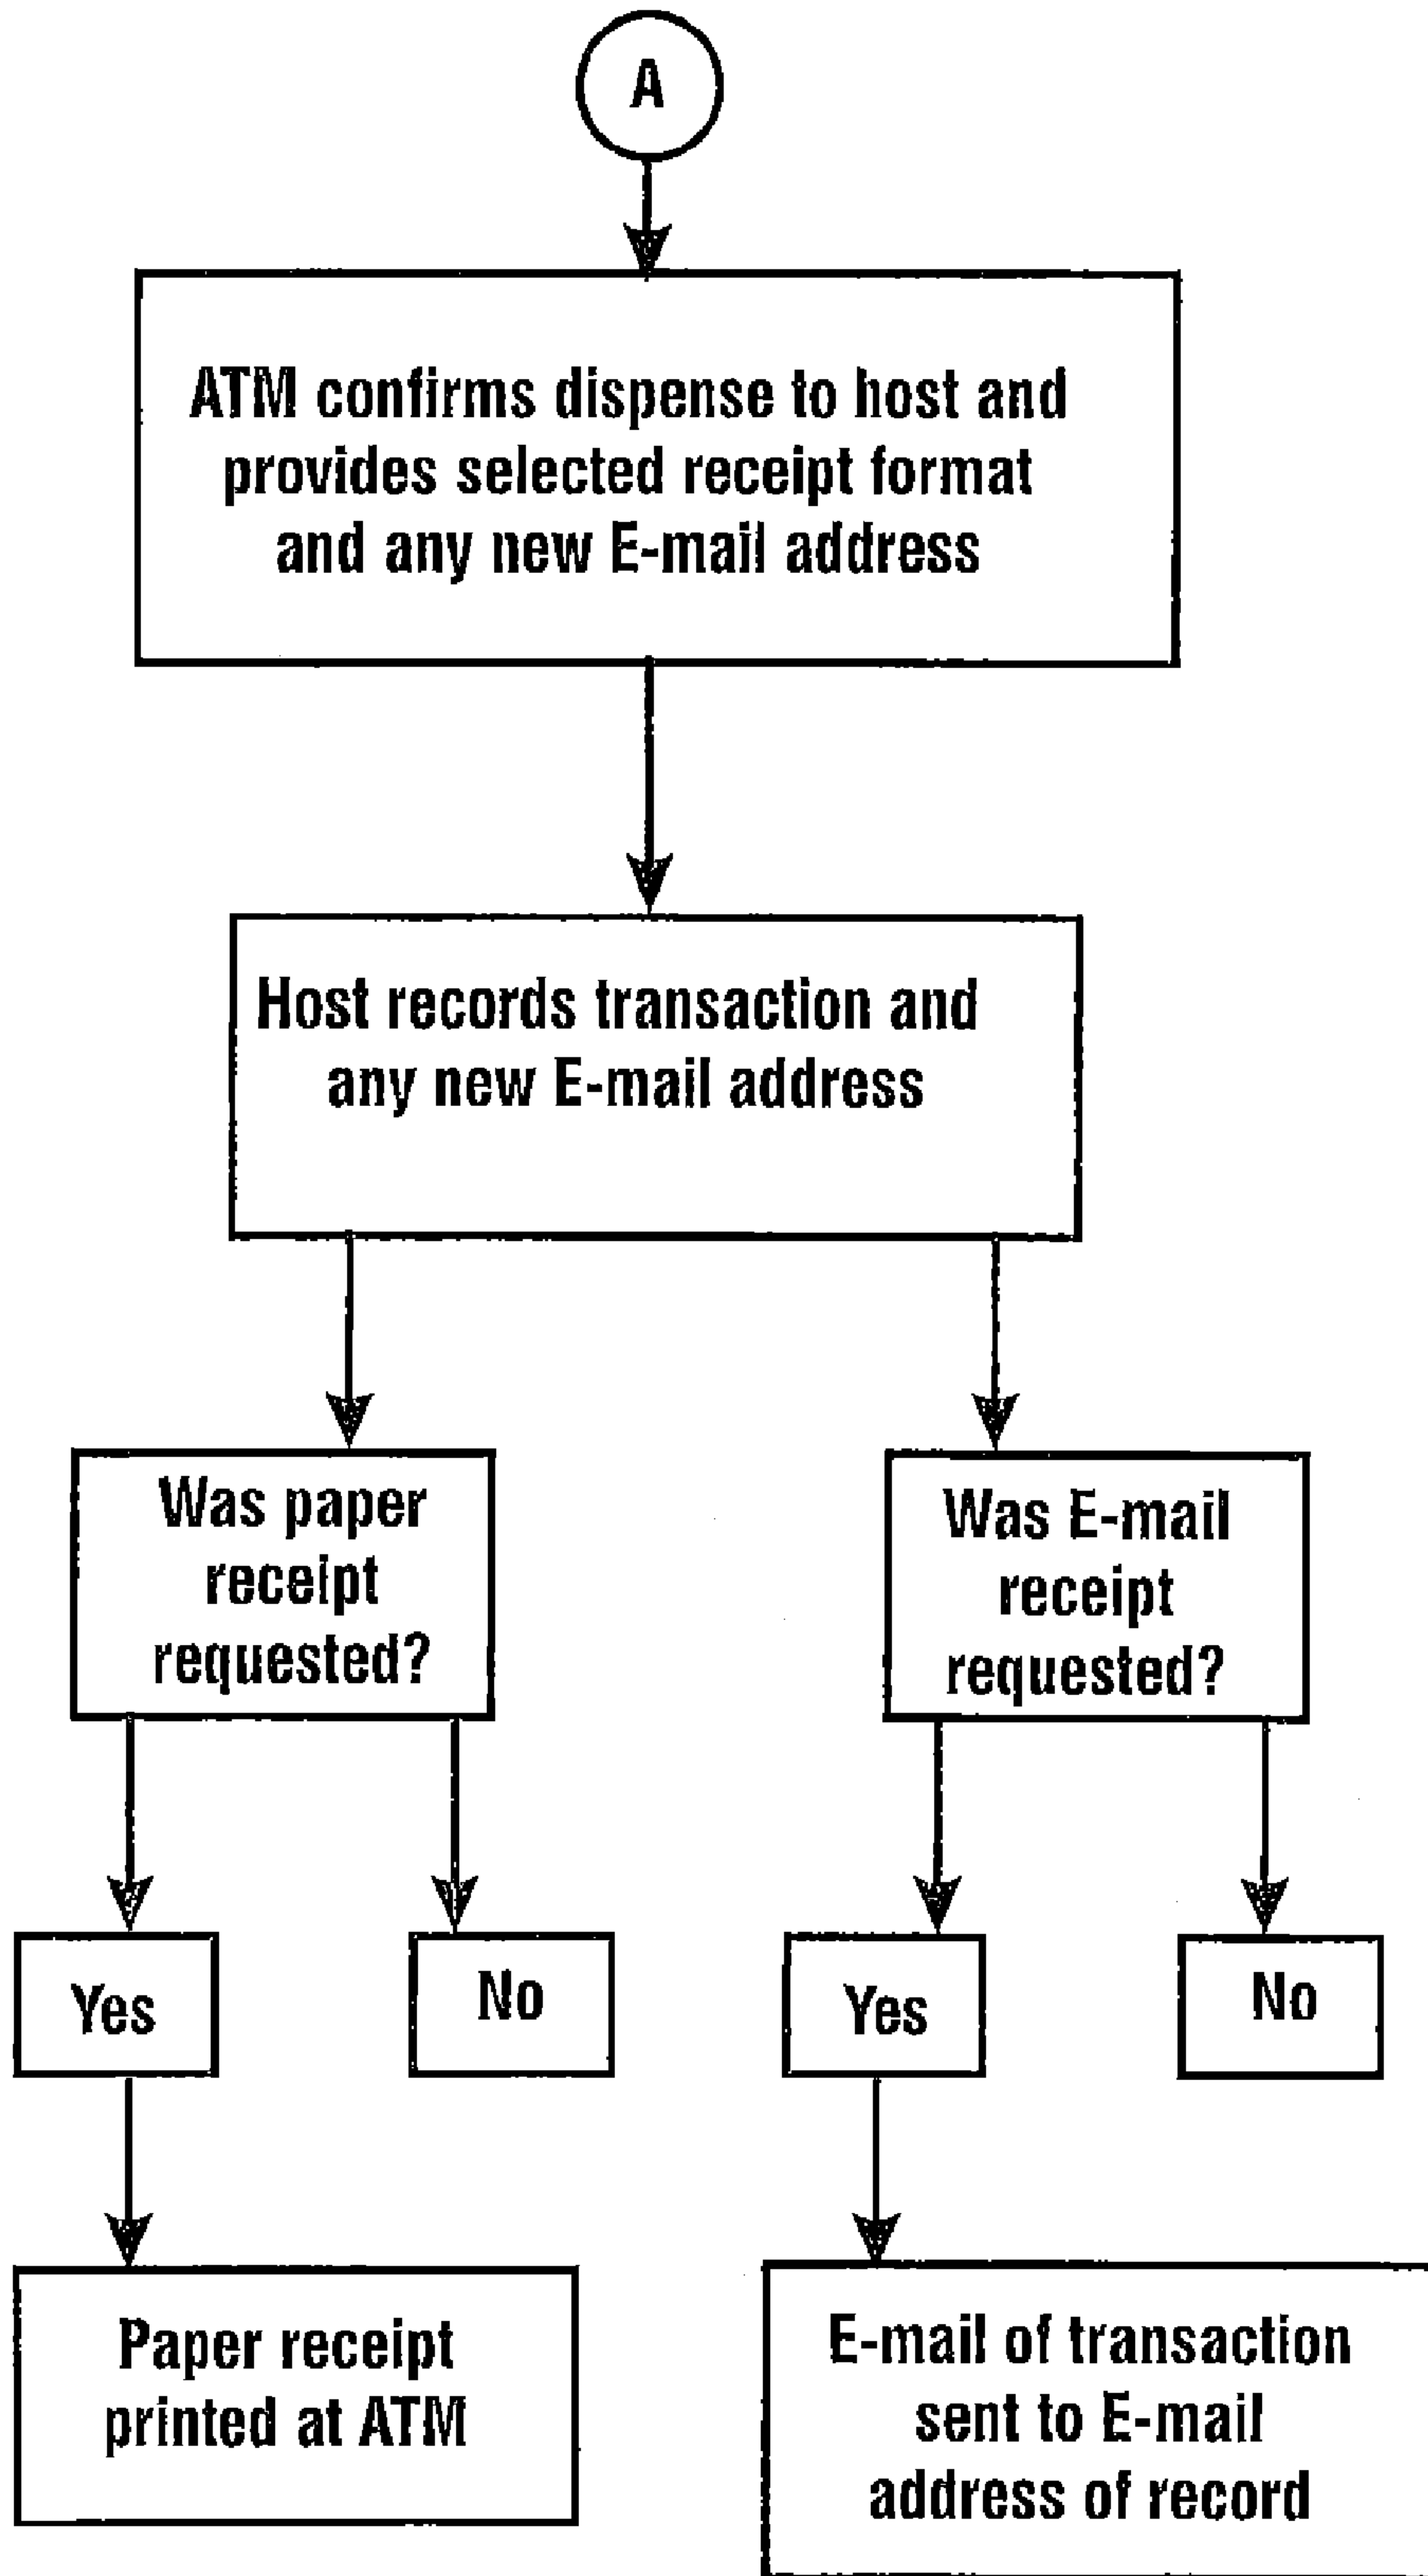 A
ATM confirms dispense to host and
provides selected receipt format
and any new E-mail address
Host records transaction and
any new E-mail address
Was paper
receipt
requested?
Was E-mail
receipt
requested?
Yes
No
Yes
No
Paper receipt
printed at ATM
E-mail of transaction
sent to E-mail
address of record